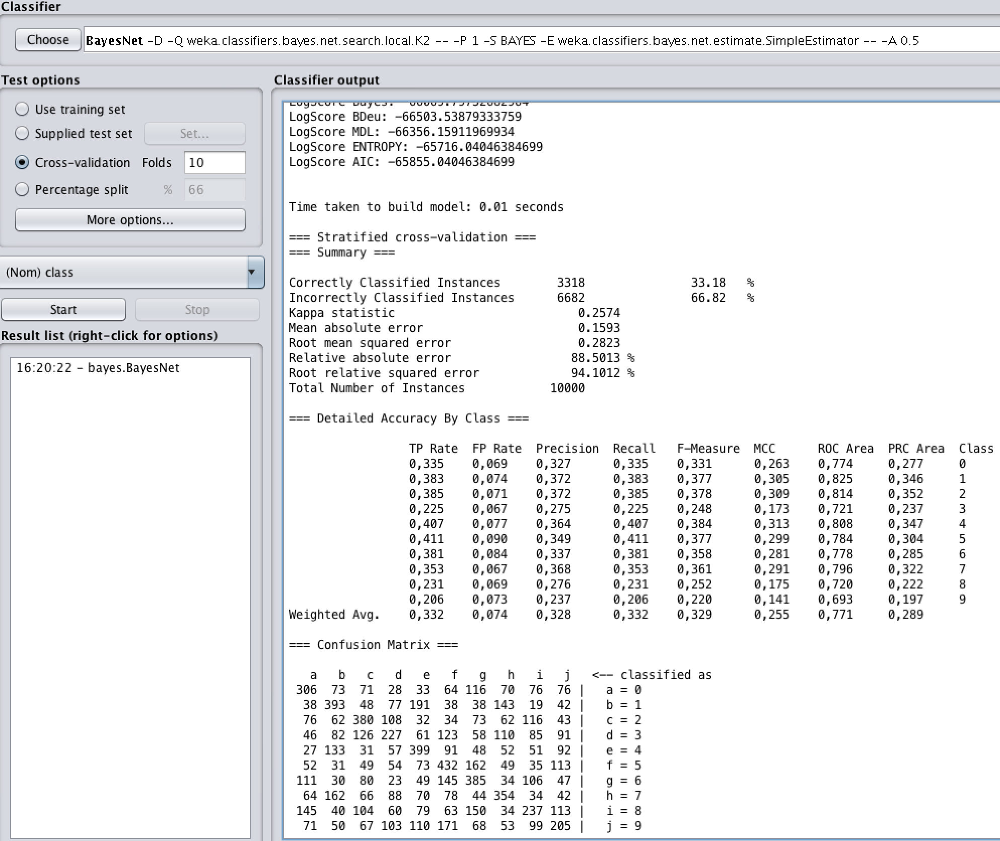 Classifier
Choose BayesNet -D -Q weka.classifiers.bayes.net.search.local.K2 -- -P 1 -S BAYES -E weka.classifiers.bayes.net.estimate.SimpleEstimator -- -A 0.5
Test options
Use training set
Supplied test set Set...
Cross-validation Folds 10
Percentage split % 66
More options...
(Nom) class
Start Stop
Result list (right-click for options)
16:20:22 - bayes.BayesNet
Classifier output
LogScore Bayes:
LogScore BDeu: -66503.53879333759
LogScore MDL: -66356.15911969934
LogScore ENTROPY: -65716.04046384699
LogScore AIC: -65855.04046384699
Time taken to build model: 0.01 seconds
=== Stratified cross-validation ===
=== Summary ===
Correctly Classified Instances 3318 33.18 %
Incorrectly Classified Instances 6682 66.82 %
Kappa statistic 0.2574
Mean absolute error 0.1593
Root mean squared error 0.2823
Relative absolute error 88.5013 %
Root relative squared error 94.1012 %
Total Number of Instances 10000
=== Detailed Accuracy By Class ===
TP Rate FP Rate Precision Recall F-Measure MCC ROC Area PRC Area Class
0,335 0,069 0,327 0,335 0,331 0,263 0,774 0,277 0
0,383 0,074 0,372 0,383 0,377 0,305 0,825 0,346 1
0,385 0,071 0,372 0,385 0,378 0,309 0,814 0,352 2
0,225 0,067 0,275 0,225 0,248 0,173 0,721 0,237 3
0,407 0,077 0,364 0,407 0,384 0,313 0,808 0,347 4
0,411 0,090 0,349 0,411 0,377 0,299 0,784 0,304 5
0,381 0,084 0,337 0,381 0,358 0,281 0,778 0,285 6
0,353 0,067 0,368 0,353 0,361 0,291 0,796 0,322 7
0,231 0,069 0,276 0,231 0,252 0,175 0,720 0,222 8
0,206 0,073 0,237 0,206 0,220 0,141 0,693 0,197 9
Weighted Avg. 0,332 0,074 0,328 0,332 0,329 0,255 0,771 0,289
=== Confusion Matrix ===
a b c d e f g h i j <-- classified as
306 73 71 28 33 64 116 70 76 76 | a = 0
38 393 48 77 191 38 38 143 19 42 | b = 1
76 62 380 108 32 34 73 62 116 43 | c = 2
46 82 126 227 61 123 58 110 85 91 | d = 3
27 133 31 57 399 91 48 52 51 92 | e = 4
52 31 49 54 73 432 162 49 35 113 | f = 5
111 30 80 23 49 145 385 34 106 47 | g = 6
64 162 66 88 70 78 44 354 34 42 | h = 7
145 40 104 60 79 63 150 34 237 113 | i = 8
71 50 67 103 110 171 68 53 99 205 | j = 9